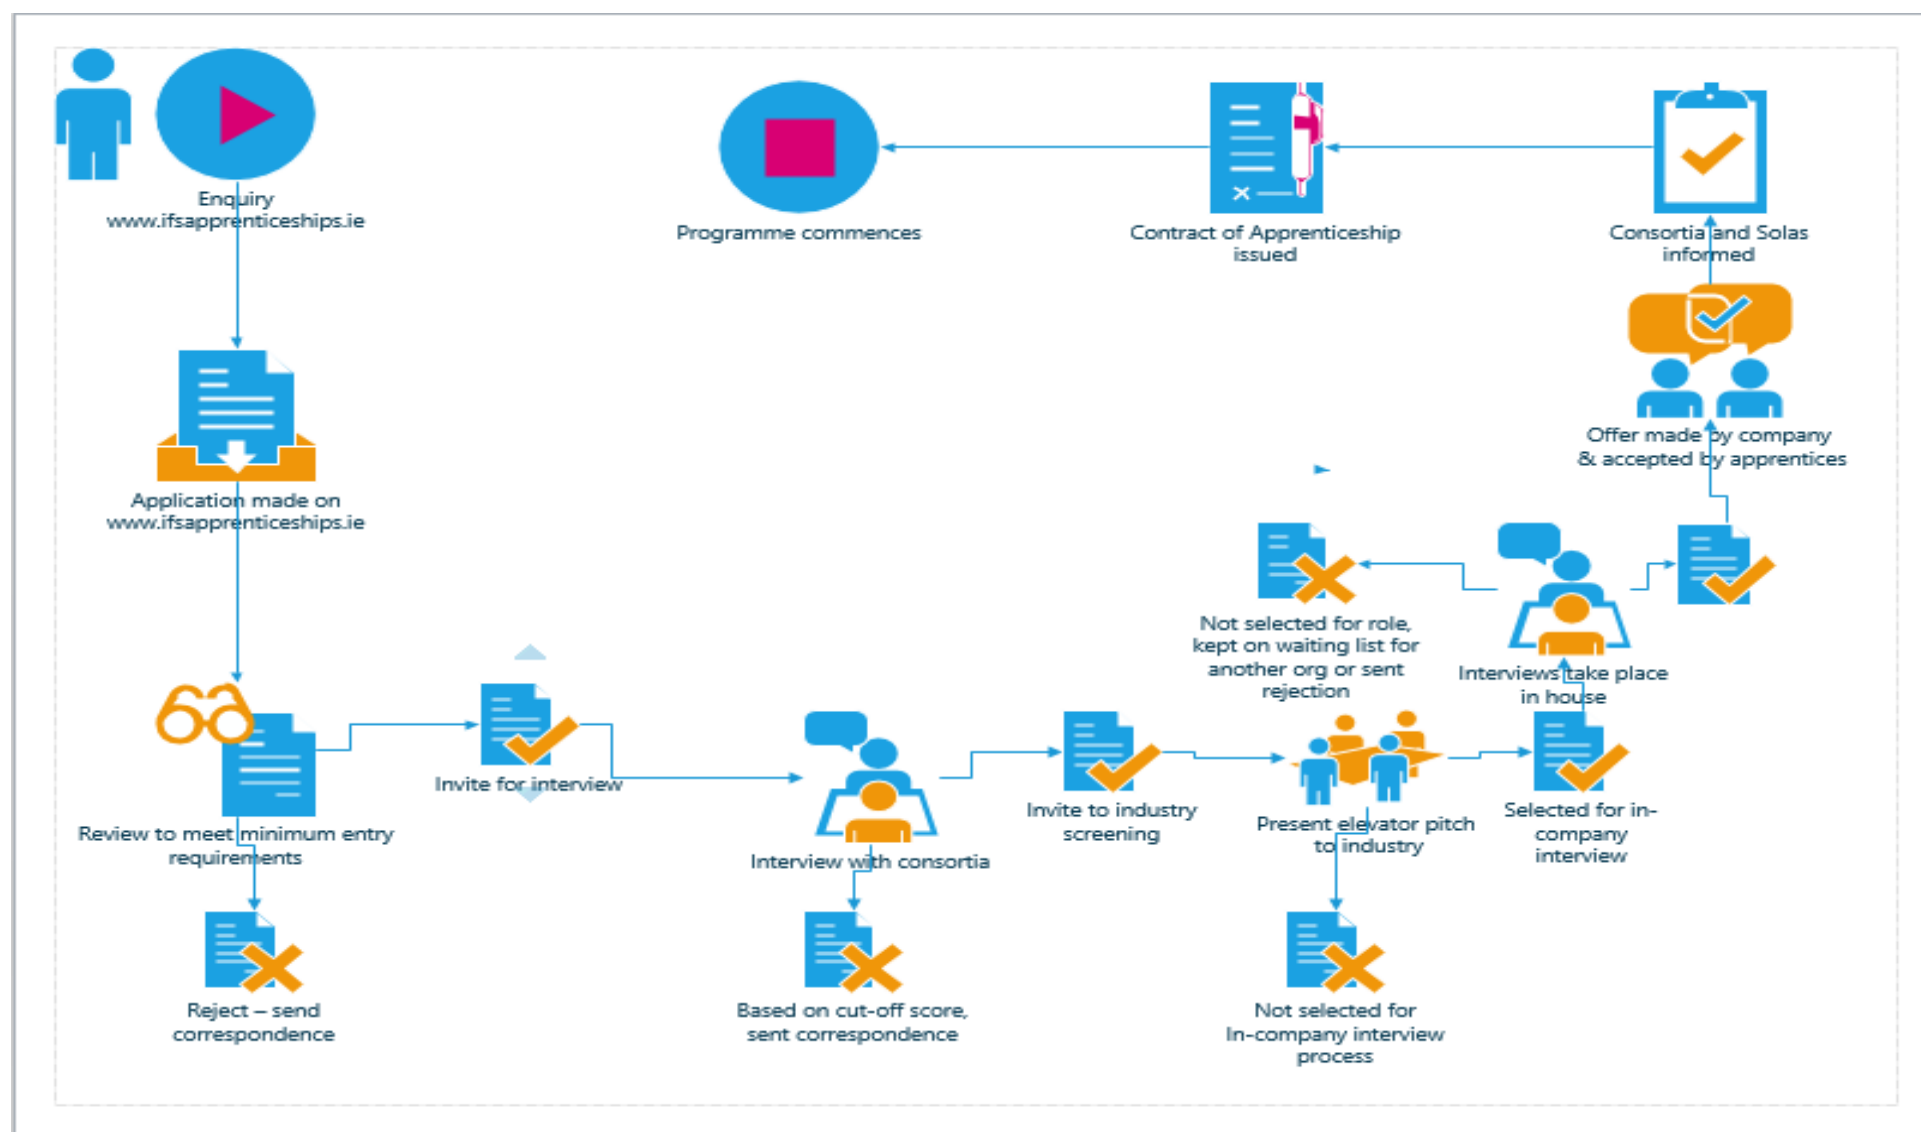 Enquiry
www.ifsapprenticeships.ie
Programme commences
Contract of Apprenticeship
issued
Consortia and Solas
informed
Offer made by company
& accepted by apprentices
Application made on
www.ifsapprenticeships.ie
Not selected for role,
kept on waiting list for
another org or sent
rejection
Interviews take place
in house
Review to meet minimum entry
requirements
Invite for interview
Interview with consortia
Invite to industry
screening
Present elevator pitch
to industry
Selected for in-
company
interview
Reject – send
correspondence
Based on cut-off score,
sent correspondence
Not selected for
In-company interview
process